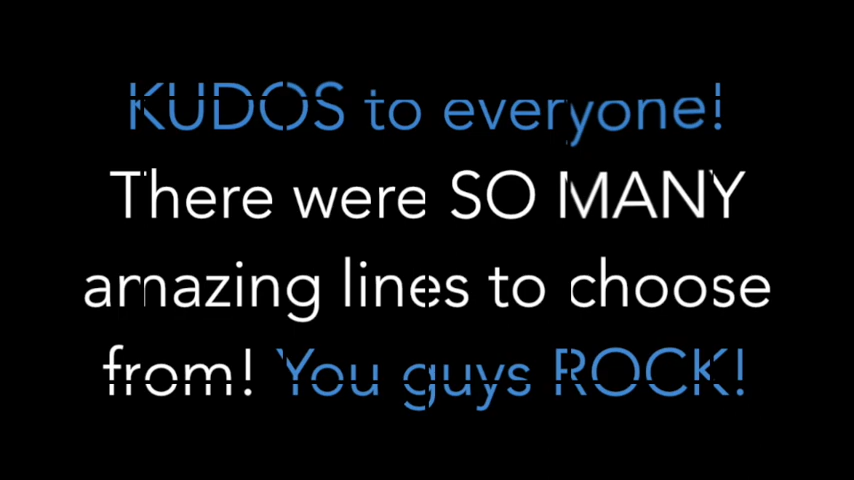 KUDOS to everyone!
There were SO MANY
amazing lines to choose
from! You guys ROCK!